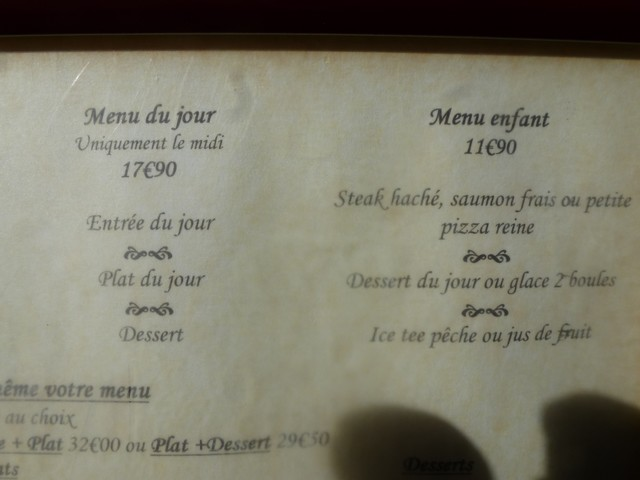 Menu du jour
Uniquement le midi
17€90
Entrée du jour
Plat du jour
Dessert
Menu enfant
11€90
Steak haché, saumon frais ou petite
pizza reine
Dessert du jour ou glace 2 boules
Ice tee pêche ou jus de fruit
ême votre menu
au choix
e + Plat 32€00 ou Plat +Dessert 29€50
Desserts